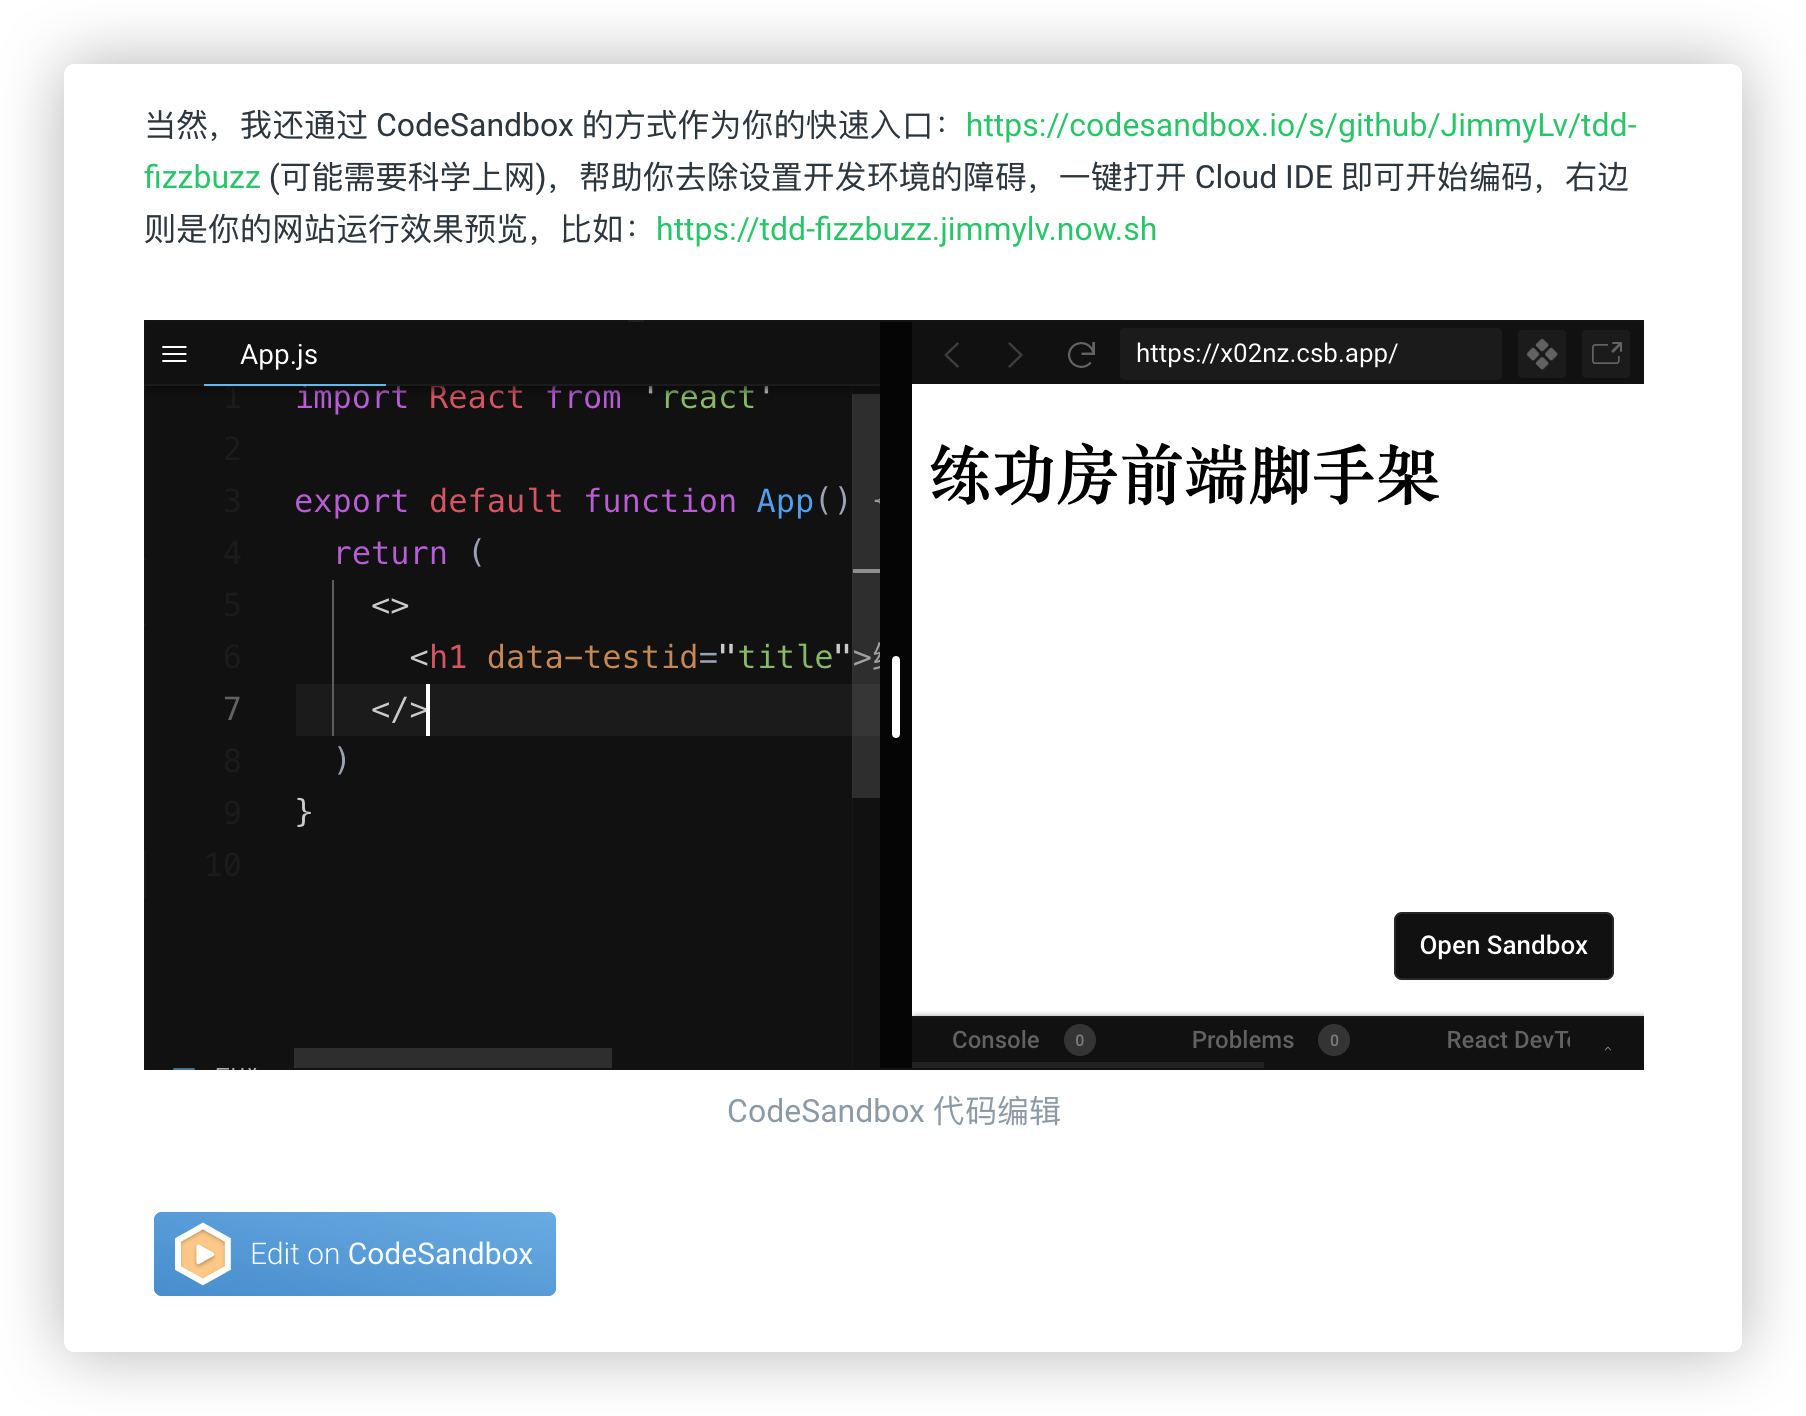 当然，我还通过 CodeSandbox 的方式作为你的快速入口：https://codesandbox.io/s/github/JimmyLv/tdd-
fizzbuzz (可能需要科学上网)，帮助你去除设置开发环境的障碍，一键打开 Cloud IDE 即可开始编码，右边
则是你的网站运行效果预览，比如：https://tdd-fizzbuzz.jimmylv.now.sh
App.js
1 import React from 'react'
2
3 export default function App()
4 return (
5 <>
6 <h1 data-testid="title">
7 </>
8 )
9 }
10
https://x02nz.csb.app/
练功房前端脚手架
Open Sandbox
Console 0 Problems 0 React
CodeSandbox 代码编辑
Edit on CodeSandbox